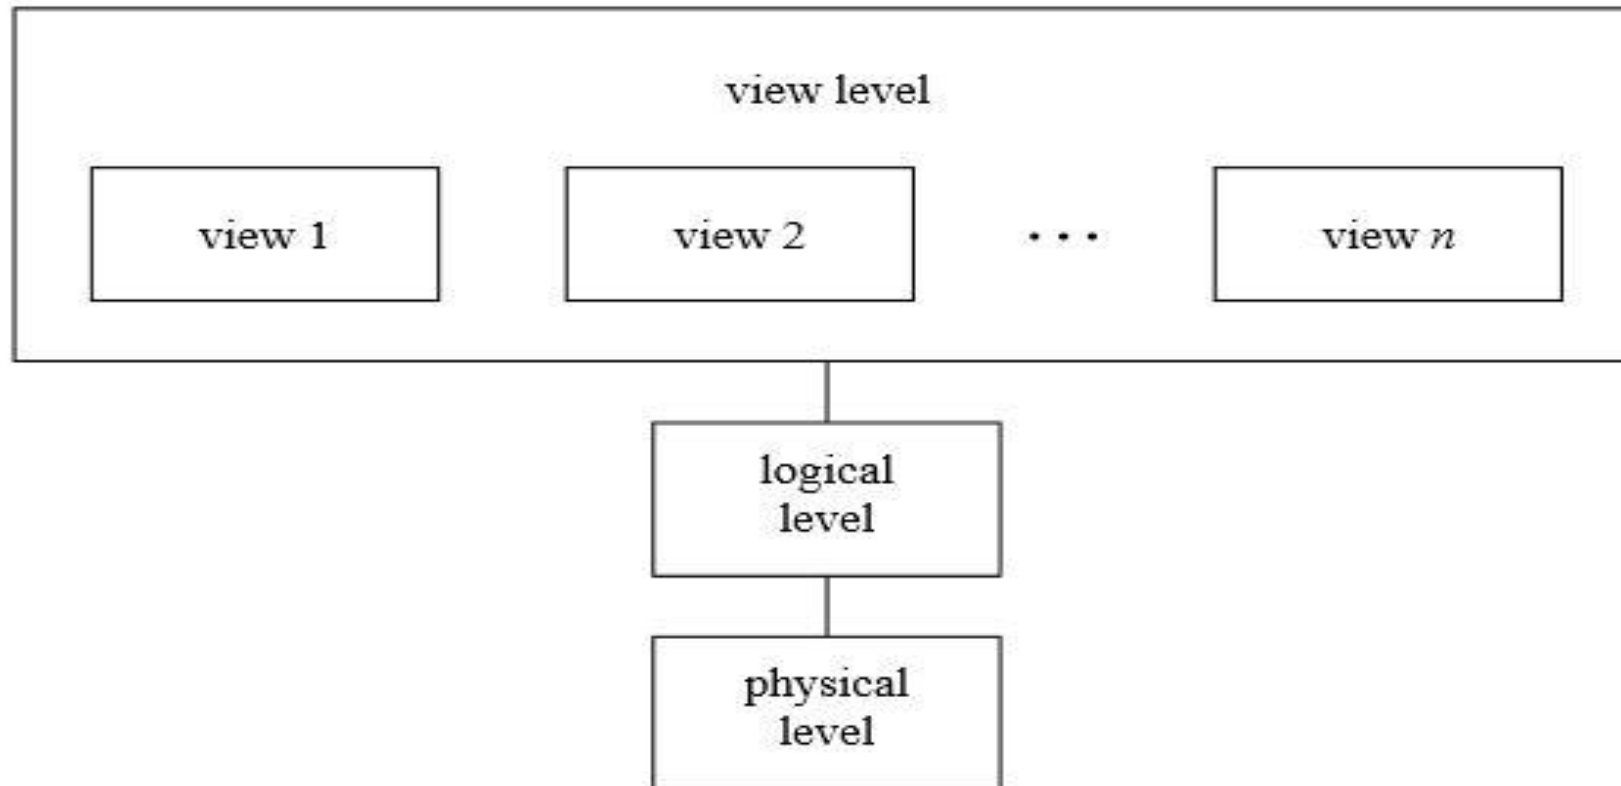 view level
view 1
view 2
...
view n
logical
level
physical
level